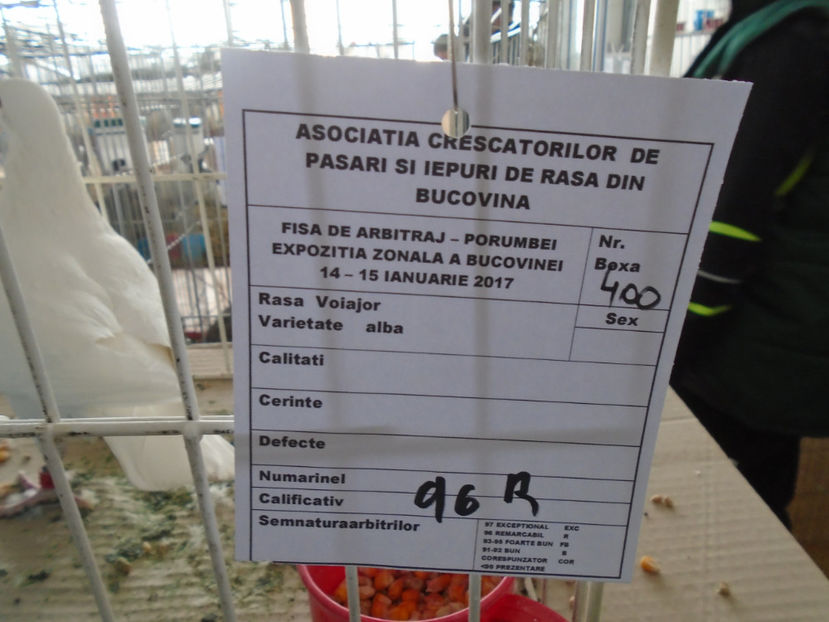 ASOCIATIA CRESCATORILOR DE
PASARI SI IEPURI DE RASA DIN
BUCOVINA
FISA DE ARBITRAJ – PORUMBEI
EXPOZITIA ZONALA A BUCOVINEI
14 – 15 IANUARIE 2017
Nr.
Boxa
400
Sex
Rasa Voiajor
Varietate alba
Calitati
Cerinte
Defecte
Numarinel
Calificativ
96 R
Semnaturaarbitrilor
97 EXCEPTIONAL EXC
96 REMARCABIL R
93-95 FOARTE BUN FB
91-92 BUN B
CORESPUNZATOR COR
<90 PREZENTARE